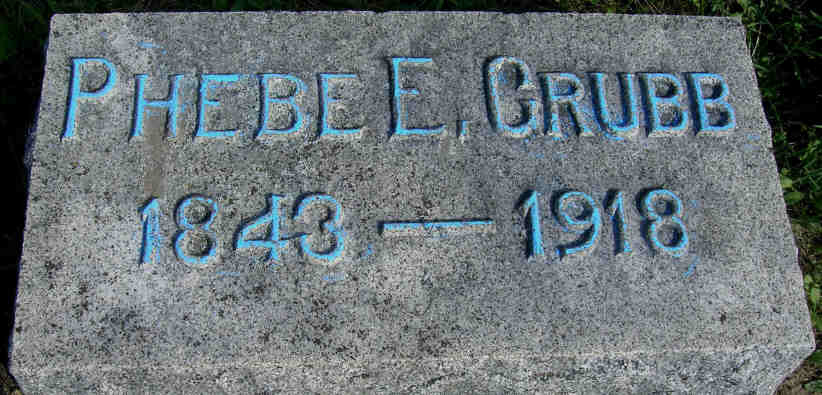 PHEBE E. GRUBB
1843 — 1918